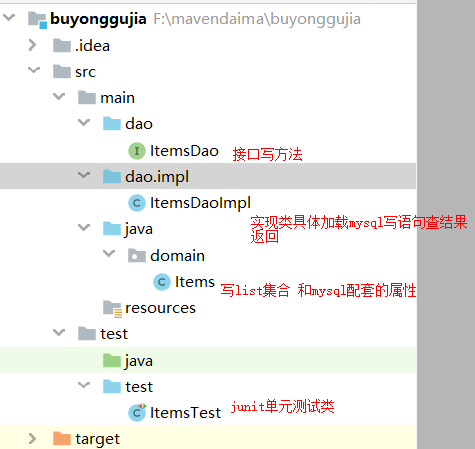 buyonggujia F:\mavendaima\buyonggujia
.idea
src
main
dao
ItemsDao 接口写方法
dao.impl
ItemsDaoImpl 实现类具体加载mysql写语句查结果
返回
java
domain
Items 写list集合 和mysql配套的属性
resources
test
java
test
ItemsTest junit单元测试类
target